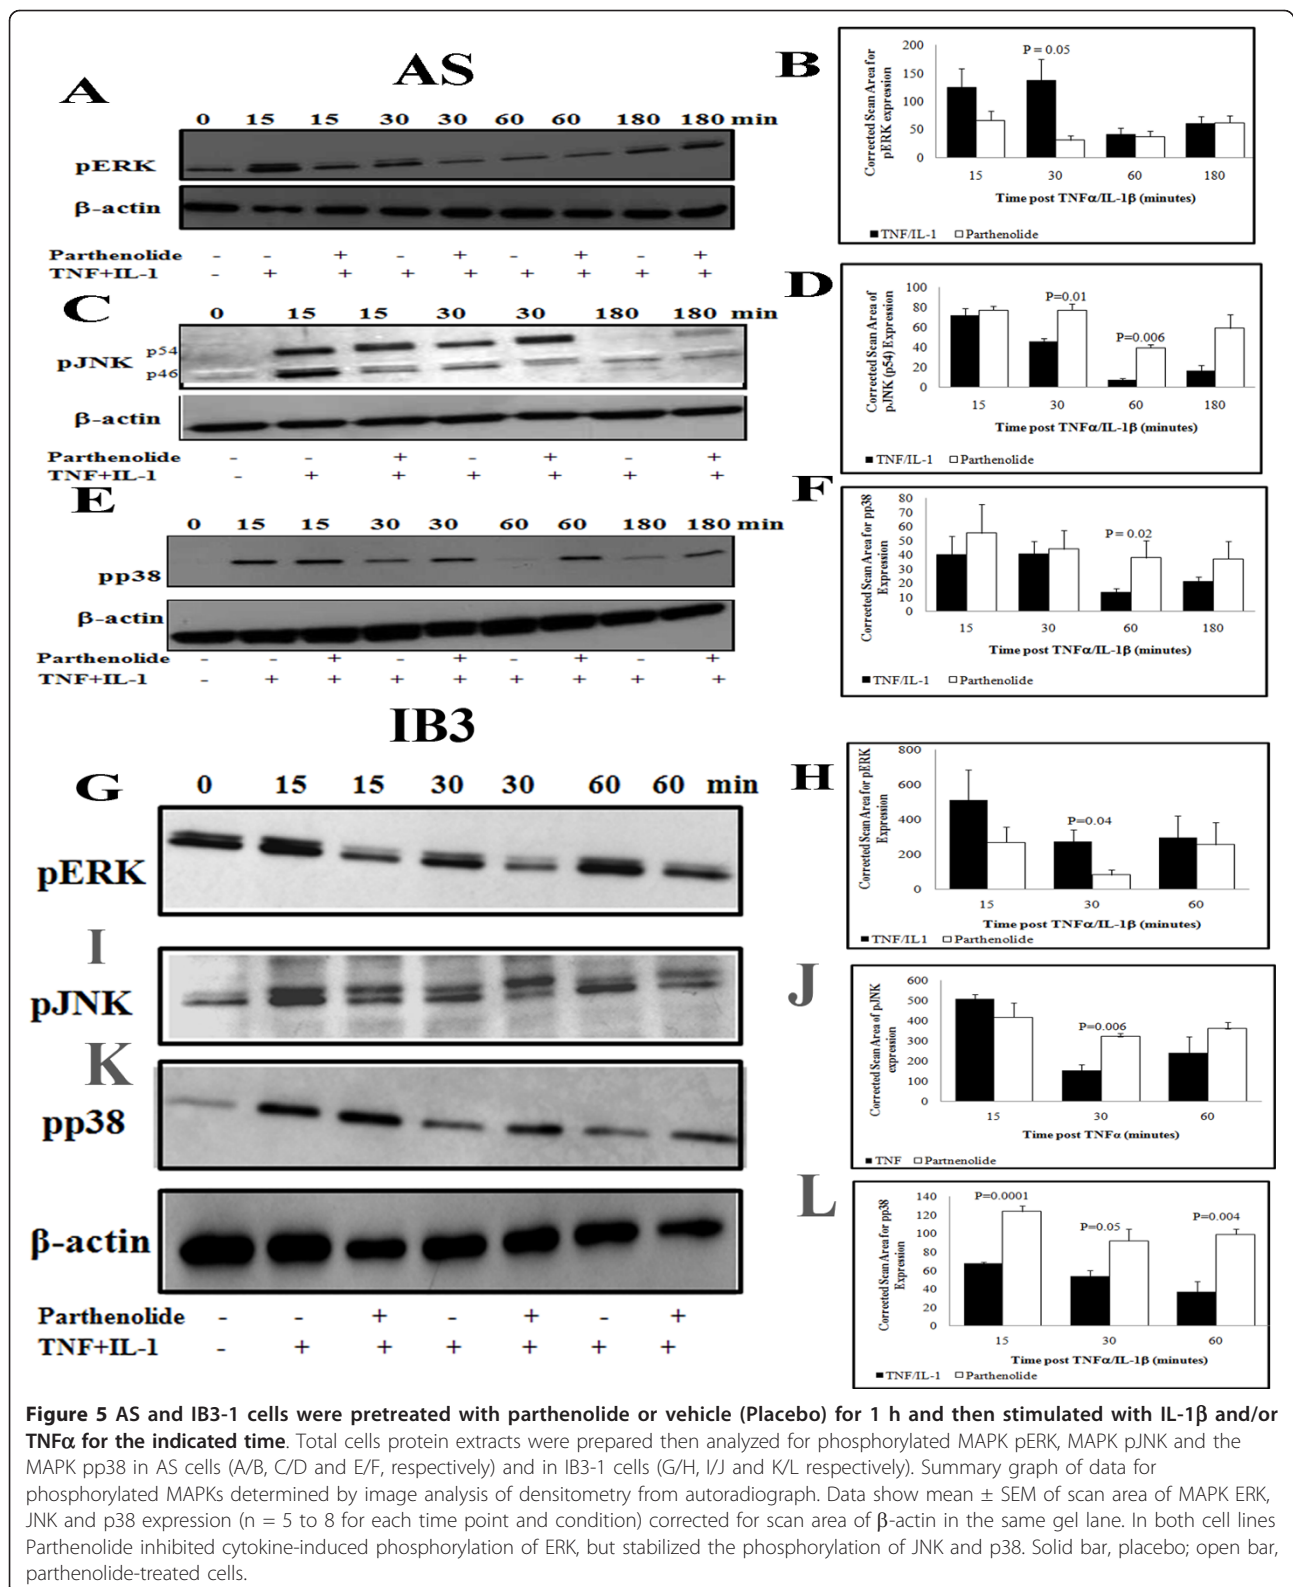 AS
A
0 15 15 30 30 60 60 180 180 min
pERK
β-actin
Parthenolide - - + - + - + - +
TNF+IL-1 - + + + + + + + +
B
Corrected Scan Area for
pERK expression
200
150
100
50
0
P = 0.05
15 30 60 180
Time post TNFα/IL-1β (minutes)
TNF/IL-1 Parthenolide
C
0 15 15 30 30 180 180 min
pJNK
p54
p46
β-actin
Parthenolide - - + - + - +
TNF+IL-1 - + + + + + +
D
Corrected Scan Area of
pJNK (p54) Expression
100
80
60
40
20
0
P=0.01
P=0.006
15 30 60 180
Time post TNFα/IL-1β (minutes)
TNF/IL-1 Parthenolide
E
0 15 15 30 30 60 60 180 180 min
pp38
β-actin
Parthenolide - - + - + - + - +
TNF+IL-1 - + + + + + + + +
F
Corrected Scan Area for pp38
Expression
80
70
60
50
40
30
20
10
0
P = 0.02
15 30 60 180
Time post TNFα/IL-1β (minutes)
TNF/IL-1 Parthenolide
IB3
G
0 15 15 30 30 60 60 min
pERK
H
Corrected Scan Area for pERK
Expression
800
600
400
200
0
P=0.04
15 30 60
Time post TNFα/IL-1β (minutes)
TNF/IL1 Parthenolide
I
pJNK
J
Corrected Scan Area of pJNK
expression
600
500
400
300
200
100
0
P=0.006
15 30 60
Time post TNFα (minutes)
TNF Partnenolide
K
pp38
β-actin
Parthenolide - - + - + - +
TNF+IL-1 - + + + + + +
L
Corrected Scan Area for pp38
Expression
140
120
100
80
60
40
20
0
P=0.0001
P=0.05
P=0.004
15 30 60
Time post TNFα/IL-1β (minutes)
TNF/IL-1 Parthenolide
Figure 5 AS and IB3-1 cells were pretreated with parthenolide or vehicle (Placebo) for 1 h and then stimulated with IL-1β and/or
TNFα for the indicated time. Total cells protein extracts were prepared then analyzed for phosphorylated MAPK pERK, MAPK pJNK and the
MAPK pp38 in AS cells (A/B, C/D and E/F, respectively) and in IB3-1 cells (G/H, I/J and K/L respectively). Summary graph of data for
phosphorylated MAPKs determined by image analysis of densitometry from autoradiograph. Data show mean ± SEM of scan area of MAPK ERK,
JNK and p38 expression (n = 5 to 8 for each time point and condition) corrected for scan area of β-actin in the same gel lane. In both cell lines
Parthenolide inhibited cytokine-induced phosphorylation of ERK, but stabilized the phosphorylation of JNK and p38. Solid bar, placebo; open bar,
parthenolide-treated cells.